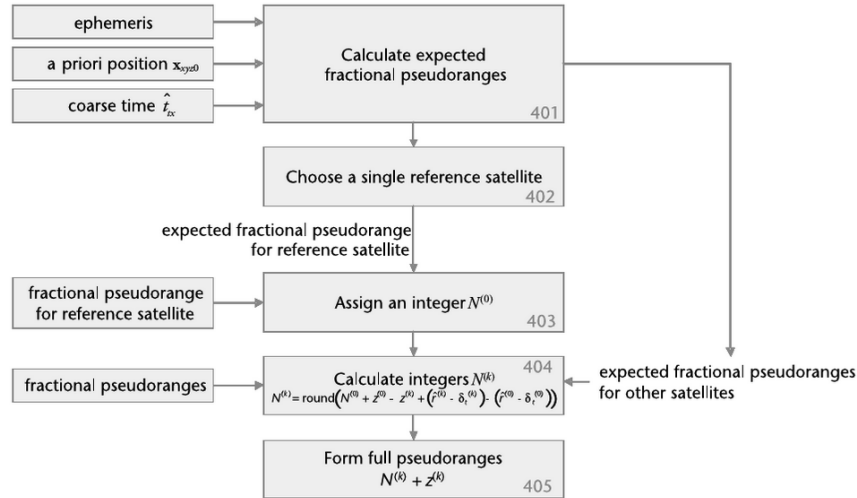 ephemeris
a priori position x_xyz0
coarse time t̂_tx
Calculate expected
fractional pseudoranges
401
Choose a single reference satellite
402
expected fractional pseudorange
for reference satellite
fractional pseudorange
for reference satellite
Assign an integer N⁽⁰⁾
403
404
fractional pseudoranges
Calculate integers N⁽ᵏ⁾
N⁽ᵏ⁾ = round(N⁽⁰⁾ + z⁽⁰⁾ - z⁽ᵏ⁾ + (r̂⁽ᵏ⁾ - δ_t⁽ᵏ⁾) - (r̂⁽⁰⁾ - δ_t⁽⁰⁾))
expected fractional pseudoranges
for other satellites
Form full pseudoranges
N⁽ᵏ⁾ + z⁽ᵏ⁾
405